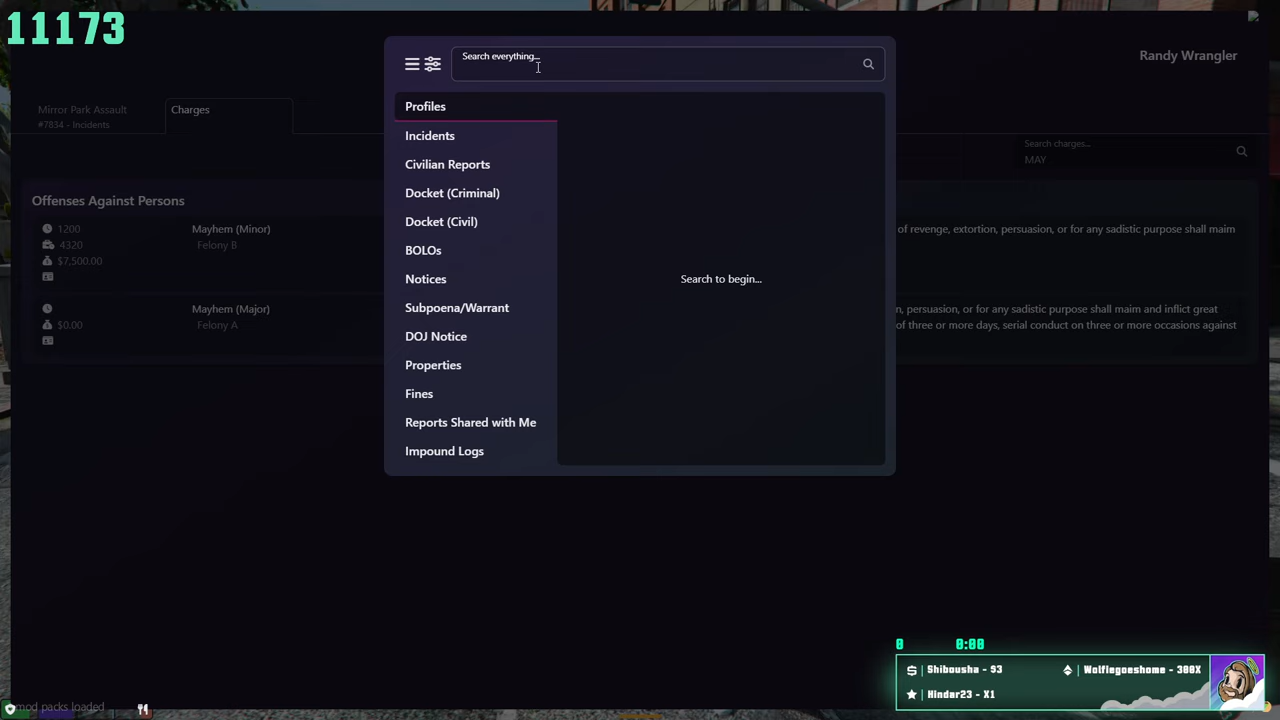 11173
Search everything...
Randy Wrangler
Mirror Park Assault
#7834 - Incidents
Charges
Search charges...
MAY
Profiles
Incidents
Civilian Reports
Docket (Criminal)
Docket (Civil)
BOLOs
Notices
Subpoena/Warrant
DOJ Notice
Properties
Fines
Reports Shared with Me
Impound Logs
Search to begin...
Offenses Against Persons
1200
4320
$7,500.00
Mayhem (Minor)
Felony B
of revenge, extortion, persuasion, or for any sadistic purpose shall maim
$0.00
Mayhem (Major)
Felony A
n, persuasion, or for any sadistic purpose shall maim and inflict great
of three or more days, serial conduct on three or more occasions against
0 0:00
Shibousha - $3
Wolfiegoeshome - 300X
Hinder23 - X1
mod packs loaded